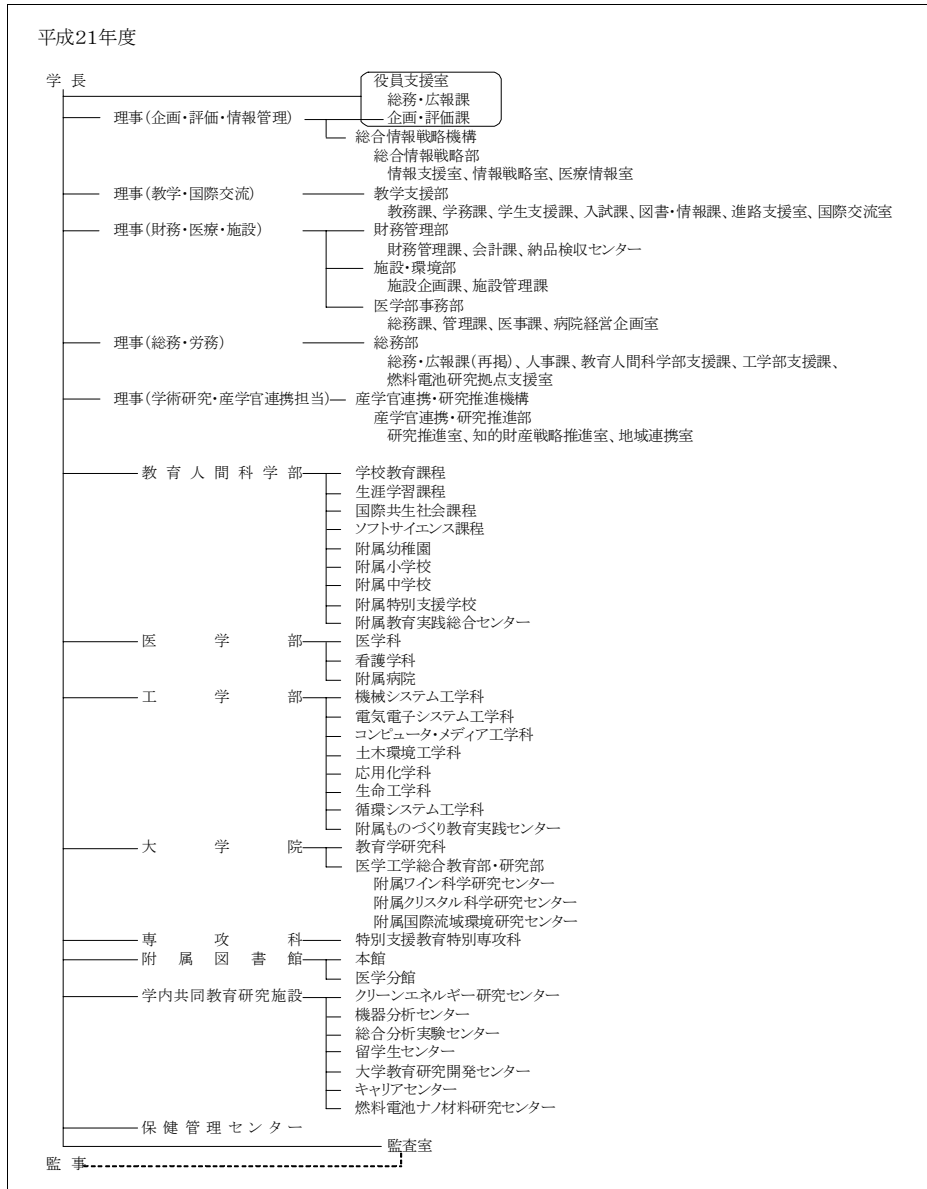 平成21年度
学 長
役員支援室
総務・広報課
理事(企画・評価・情報管理) 企画・評価課
総合情報戦略機構
総合情報戦略部
情報支援室、情報戦略室、医療情報室
理事(教学・国際交流) 教学支援部
教務課、学務課、学生支援課、入試課、図書・情報課、進路支援室、国際交流室
理事(財務・医療・施設) 財務管理部
財務管理課、会計課、納品検収センター
施設・環境部
施設企画課、施設管理課
医学部事務部
総務課、管理課、医事課、病院経営企画室
理事(総務・労務) 総務部
総務・広報課(再掲)、人事課、教育人間科学部支援課、工学部支援課、
燃料電池研究拠点支援室
理事(学術研究・産学官連携担当) 産学官連携・研究推進機構
産学官連携・研究推進部
研究推進室、知的財産戦略推進室、地域連携室
教育人間科学部 学校教育課程
生涯学習課程
国際共生社会課程
ソフトサイエンス課程
附属幼稚園
附属小学校
附属中学校
附属特別支援学校
附属教育実践総合センター
医学部 医学科
看護学科
附属病院
工学部 機械システム工学科
電気電子システム工学科
コンピュータ・メディア工学科
土木環境工学科
応用化学科
生命工学科
循環システム工学科
附属ものづくり教育実践センター
大学院 教育学研究科
医学工学総合教育部・研究部
附属ワイン科学研究センター
附属クリスタル科学研究センター
附属国際流域環境研究センター
専攻科 特別支援教育特別専攻科
附属図書館 本館
医学分館
学内共同教育研究施設 クリーンエネルギー研究センター
機器分析センター
総合分析実験センター
留学生センター
大学教育研究開発センター
キャリアセンター
燃料電池ナノ材料研究センター
保健管理センター
監査室
監 事